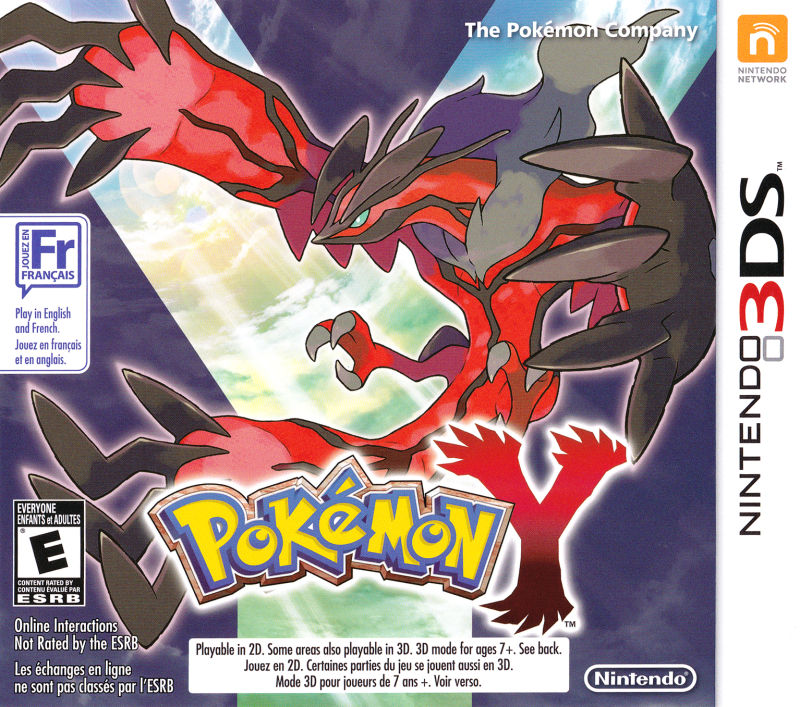 The Pokémon Company
NINTENDO
NETWORK
NINTENDO 3DS™
JOUEZ EN
Fr
FRANÇAIS
Play in English
and French.
Jouez en français
et en anglais.
POKéMON Y™
EVERYONE
ENFANTS et ADULTES
E
CONTENT RATED BY
CONTENU ÉVALUÉ PAR
ESRB
Online Interactions
Not Rated by the ESRB
Les échanges en ligne
ne sont pas classés par l'ESRB
Playable in 2D. Some areas also playable in 3D. 3D mode for ages 7+. See back.
Jouez en 2D. Certaines parties du jeu se jouent aussi en 3D.
Mode 3D pour joueurs de 7 ans +. Voir verso.
Nintendo®